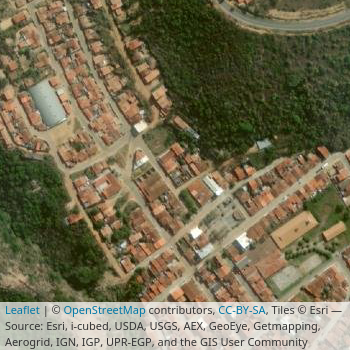 Leaflet | © OpenStreetMap contributors, CC-BY-SA, Tiles © Esri —
Source: Esri, i-cubed, USDA, USGS, AEX, GeoEye, Getmapping,
Aerogrid, IGN, IGP, UPR-EGP, and the GIS User Community